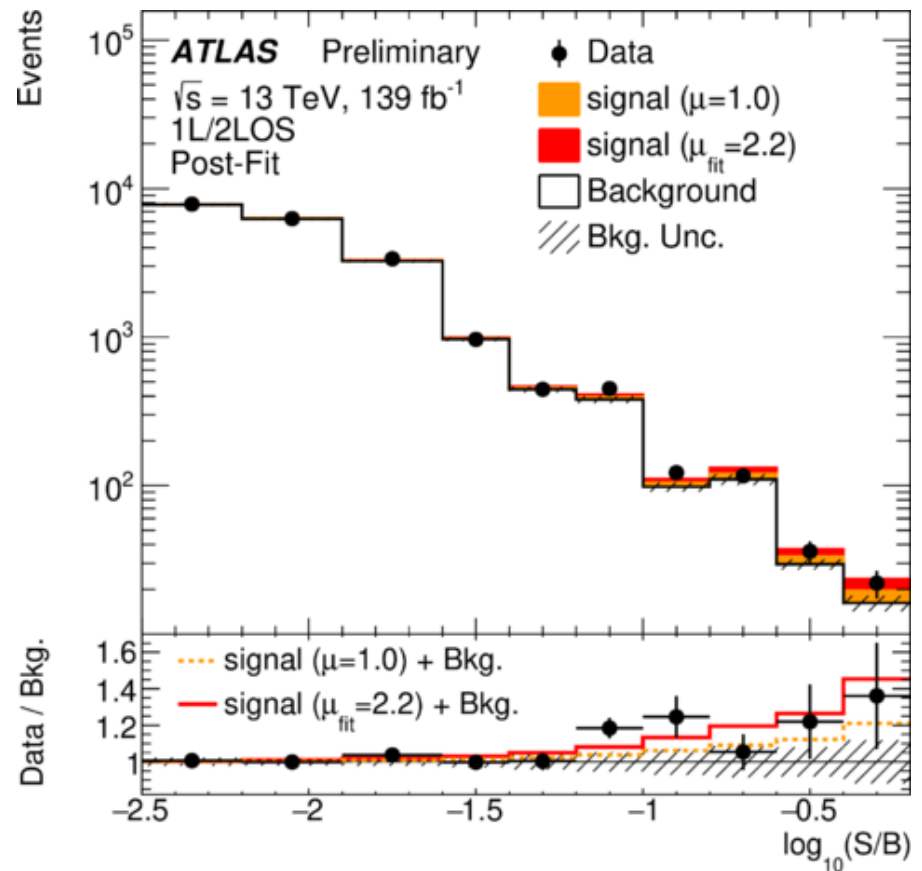 Events
10⁵
10⁴
10³
10²
ATLAS Preliminary
√s = 13 TeV, 139 fb⁻¹
1L/2LOS
Post-Fit
Data
signal (μ=1.0)
signal (μ_fit=2.2)
Background
Bkg. Unc.
Data / Bkg.
1.6
1.4
1.2
1
signal (μ=1.0) + Bkg.
signal (μ_fit=2.2) + Bkg.
−2.5 −2 −1.5 −1 −0.5
log₁₀(S/B)